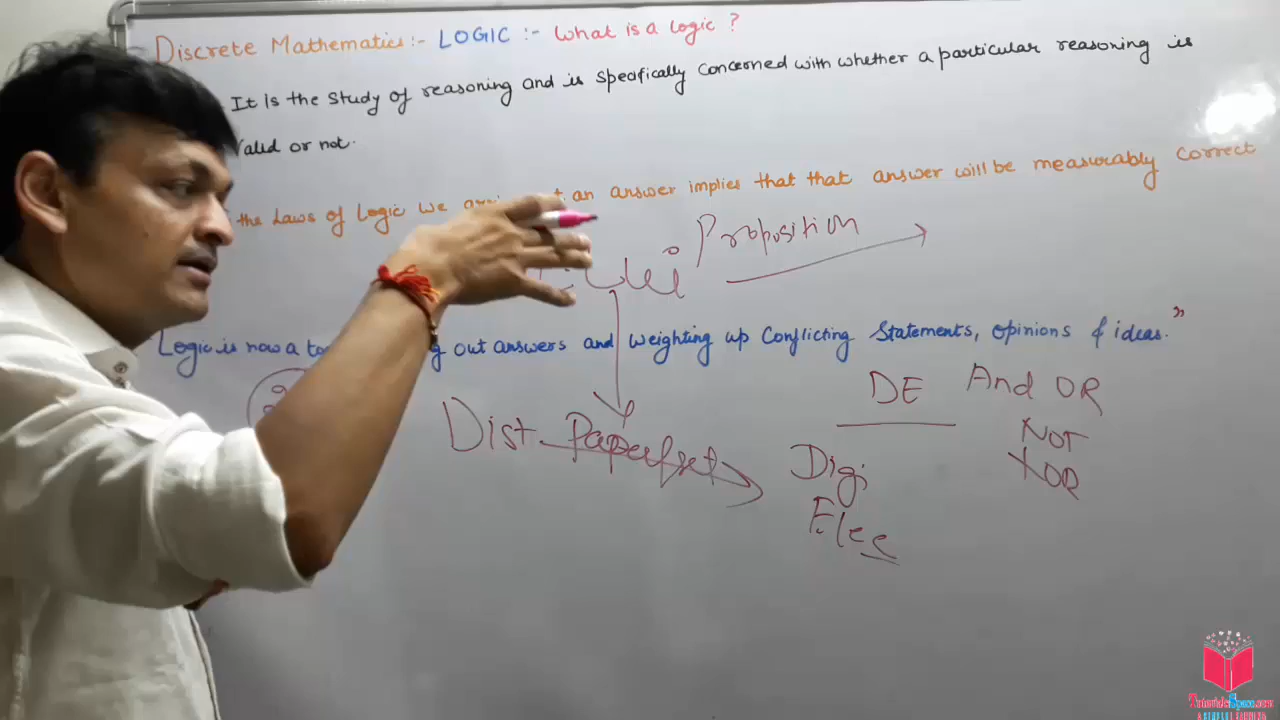 Discrete Mathematics:- LOGIC :- What is a logic ?
It is the study of reasoning and is specifically concerned with whether a particular reasoning is
Valid or not.
the Laws of Logic we an answer implies that that answer will be measurably correct
Proposition
Logic is now a out answers and weighting up Conflicting Statements, opinions & ideas."
DE And OR
NOT
XOR
Dist
Digi
Elec
TutorialsSpace.com